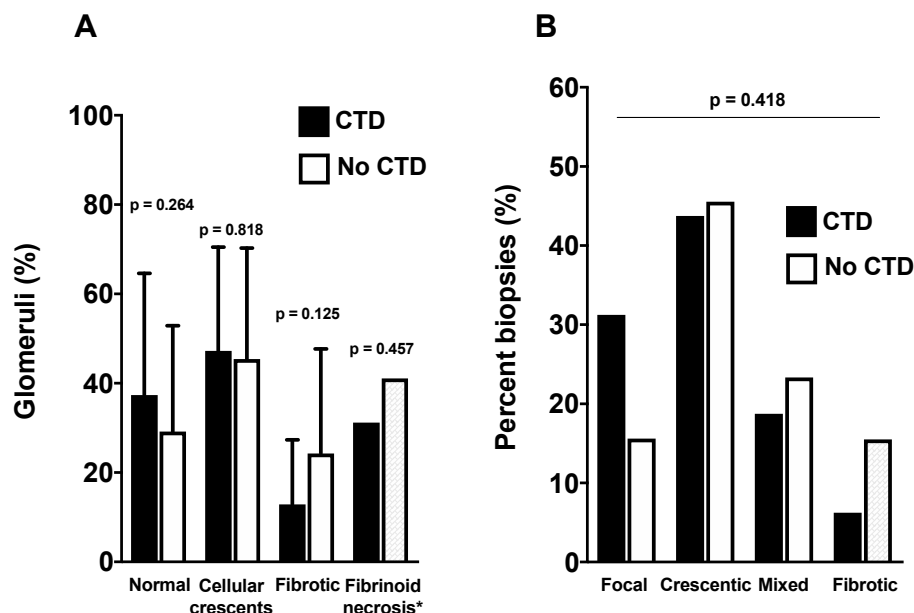 A
Glomeruli (%)
100
80
60
40
20
0
CTD
No CTD
p = 0.264
p = 0.818
p = 0.125
p = 0.457
Normal
Cellular
crescents
Fibrotic
Fibrinoid
necrosis*
B
Percent biopsies (%)
60
50
40
30
20
10
0
p = 0.418
CTD
No CTD
Focal
Crescentic
Mixed
Fibrotic